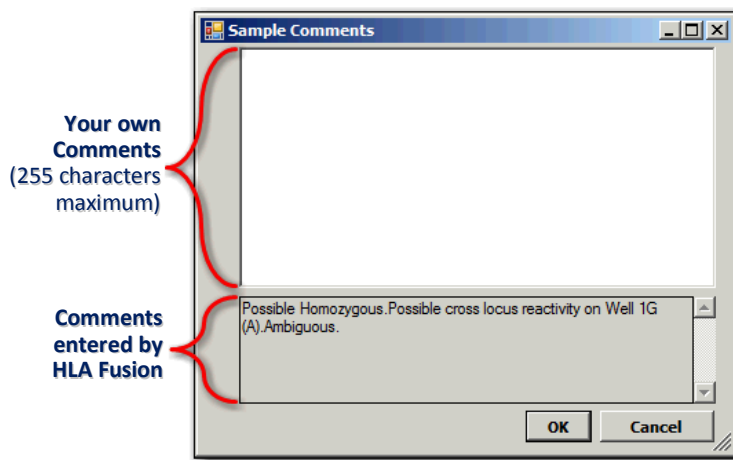 Sample Comments
Your own
Comments
(255 characters
maximum)
Possible Homozygous.Possible cross locus reactivity on Well 1G
(A).Ambiguous.
Comments
entered by
HLA Fusion
OK
Cancel